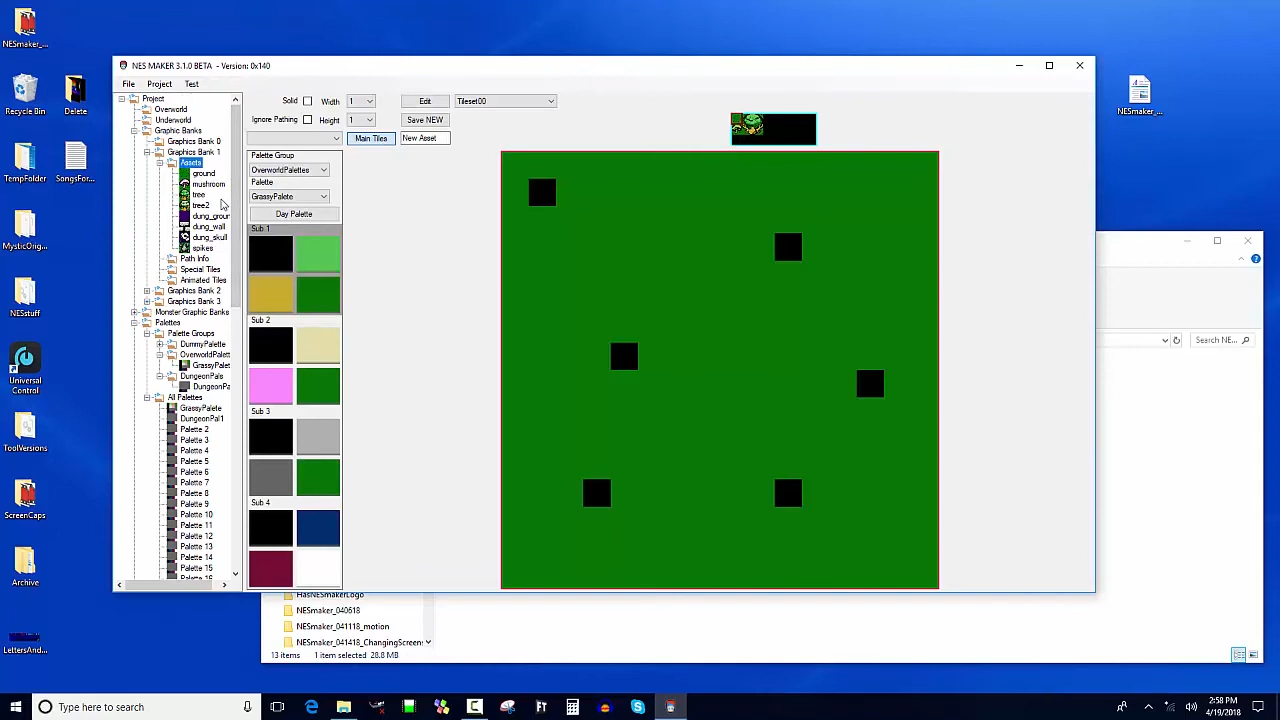 NESmaker_...
Recycle Bin
Delete
TempFolder
SongsFor...
MysticOrig...
NEStuff
Universal
Control
ToolVersions
ScreenCaps
Archive
LettersAnd...
NESmaker_...
NES MAKER 3.1.0 BETA - Version: 0x140
File Project Test
Project
Overworld
Underworld
Graphic Banks
Graphics Bank 0
Graphics Bank 1
Assets
ground
mushroom
tree
tree2
dung_groun
dung_wall
dung_skull
spikes
Path Info
Special Tiles
Animated Tiles
Graphics Bank 2
Graphics Bank 3
Monster Graphic Banks
Palettes
Palette Groups
DummyPalette
OverworldPalett
GrassyPalet
DungeonPals
DungeonPa
All Palettes
GrassyPalete
DungeonPal1
Palette 2
Palette 3
Palette 4
Palette 5
Palette 6
Palette 7
Palette 8
Palette 9
Palette 10
Palette 11
Palette 12
Palette 13
Palette 14
Palette 15
Solid Width 1 Edit Tileset00
Ignore Pathing Height 1 Save NEW
Main Tiles New Asset
Palette Group
OverworldPalettes
Palette
GrassyPalete
Day Palette
Sub 1
Sub 2
Sub 3
Sub 4
Search NE...
HasNESmakerLogo
NESmaker_040618
NESmaker_041118_motion
NESmaker_041418_ChangingScreen
13 items 1 item selected 28.8 MB
Type here to search
2:58 PM
4/19/2018